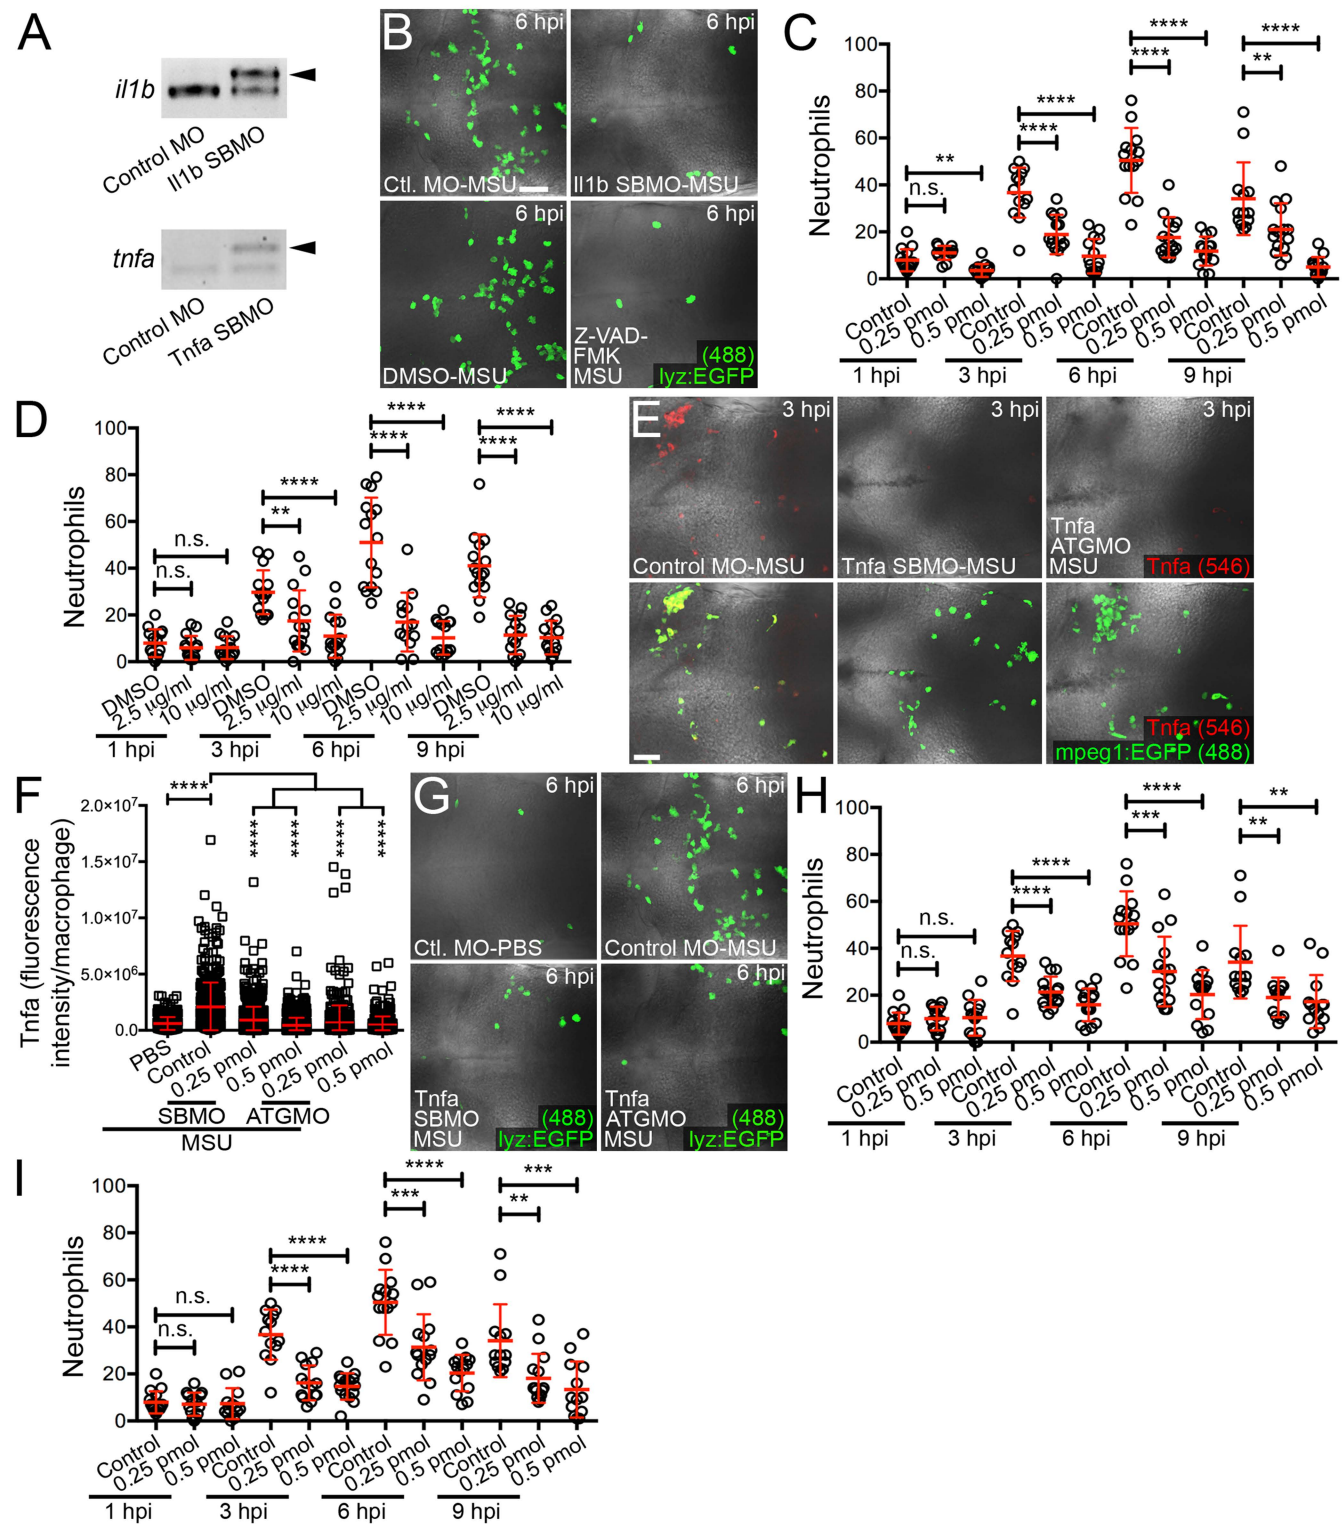 A
il1b
Control MO
Il1b SBMO
tnfa
Control MO
Tnfa SBMO
B
6 hpi
6 hpi
Ctl. MO-MSU
Il1b SBMO-MSU
6 hpi
6 hpi
DMSO-MSU
Z-VAD-
FMK
MSU
(488)
lyz:EGFP
C
Neutrophils
100
80
60
40
20
0
n.s.
**
****
****
****
****
**
****
Control
0.25 pmol
0.5 pmol
Control
0.25 pmol
0.5 pmol
Control
0.25 pmol
0.5 pmol
Control
0.25 pmol
0.5 pmol
1 hpi
3 hpi
6 hpi
9 hpi
D
Neutrophils
100
80
60
40
20
0
n.s.
n.s.
**
****
****
****
****
****
DMSO
2.5 µg/ml
10 µg/ml
DMSO
2.5 µg/ml
10 µg/ml
DMSO
2.5 µg/ml
10 µg/ml
DMSO
2.5 µg/ml
10 µg/ml
1 hpi
3 hpi
6 hpi
9 hpi
E
3 hpi
3 hpi
3 hpi
Control MO-MSU
Tnfa SBMO-MSU
Tnfa
ATGMO
MSU
Tnfa (546)
Tnfa (546)
mpeg1:EGFP (488)
F
Tnfa (fluorescence
intensity/macrophage)
2.0×10⁷
1.5×10⁷
1.0×10⁷
5.0×10⁶
0.0
****
****
****
****
****
PBS
Control
0.25 pmol
0.5 pmol
0.25 pmol
0.5 pmol
SBMO
ATGMO
MSU
G
6 hpi
6 hpi
Ctl. MO-PBS
Control MO-MSU
6 hpi
6 hpi
Tnfa
SBMO
MSU
(488)
lyz:EGFP
Tnfa
ATGMO
MSU
(488)
lyz:EGFP
H
Neutrophils
100
80
60
40
20
0
n.s.
n.s.
****
****
***
****
**
**
Control
0.25 pmol
0.5 pmol
Control
0.25 pmol
0.5 pmol
Control
0.25 pmol
0.5 pmol
Control
0.25 pmol
0.5 pmol
1 hpi
3 hpi
6 hpi
9 hpi
I
Neutrophils
100
80
60
40
20
0
n.s.
n.s.
****
****
***
****
**
***
Control
0.25 pmol
0.5 pmol
Control
0.25 pmol
0.5 pmol
Control
0.25 pmol
0.5 pmol
Control
0.25 pmol
0.5 pmol
1 hpi
3 hpi
6 hpi
9 hpi